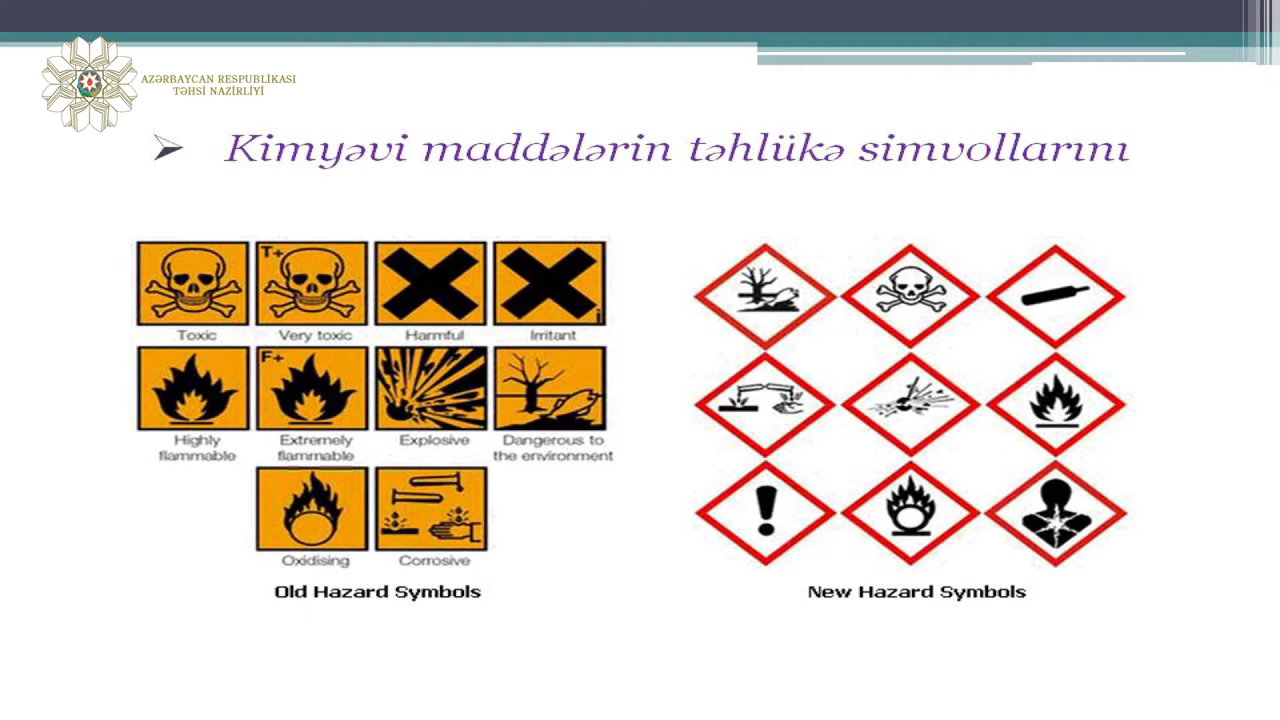 AZƏRBAYCAN RESPUBLİKASI
TƏHSİ NAZİRLİYİ
Kimyəvi maddələrin təhlükə simvollarını
T+
Toxic
Very toxic
Harmful
i
Irritant
F+
Highly
flammable
Extremely
flammable
Explosive
Dangerous to
the environment
Oxidising
Corrosive
Old Hazard Symbols
New Hazard Symbols